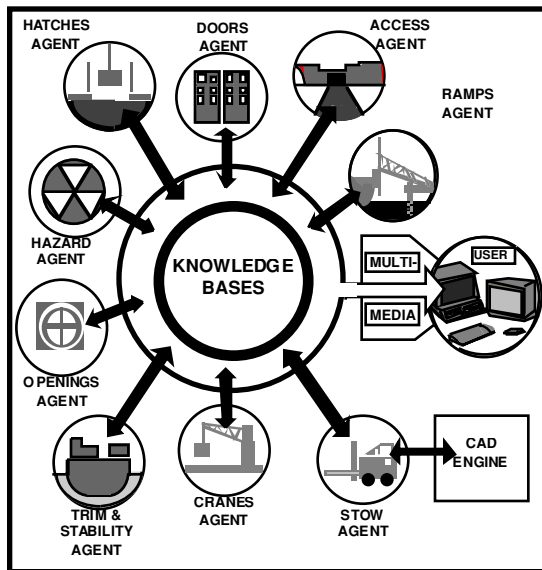 HATCHES
AGENT
DOORS
AGENT
ACCESS
AGENT
RAMPS
AGENT
HAZARD
AGENT
KNOWLEDGE
BASES
MULTI-
MEDIA
USER
OPENINGS
AGENT
TRIM &
STABILITY
AGENT
CRANES
AGENT
STOW
AGENT
CAD
ENGINE